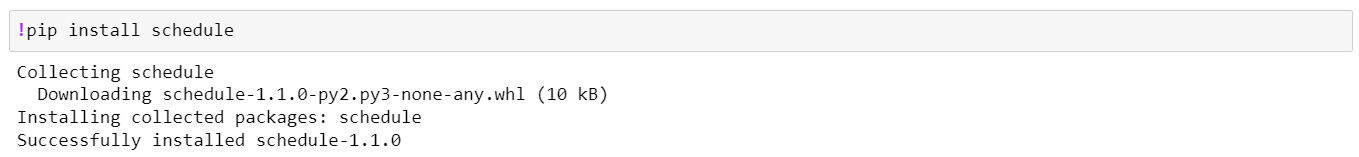 !pip install schedule
Collecting schedule
  Downloading schedule-1.1.0-py2.py3-none-any.whl (10 kB)
Installing collected packages: schedule
Successfully installed schedule-1.1.0